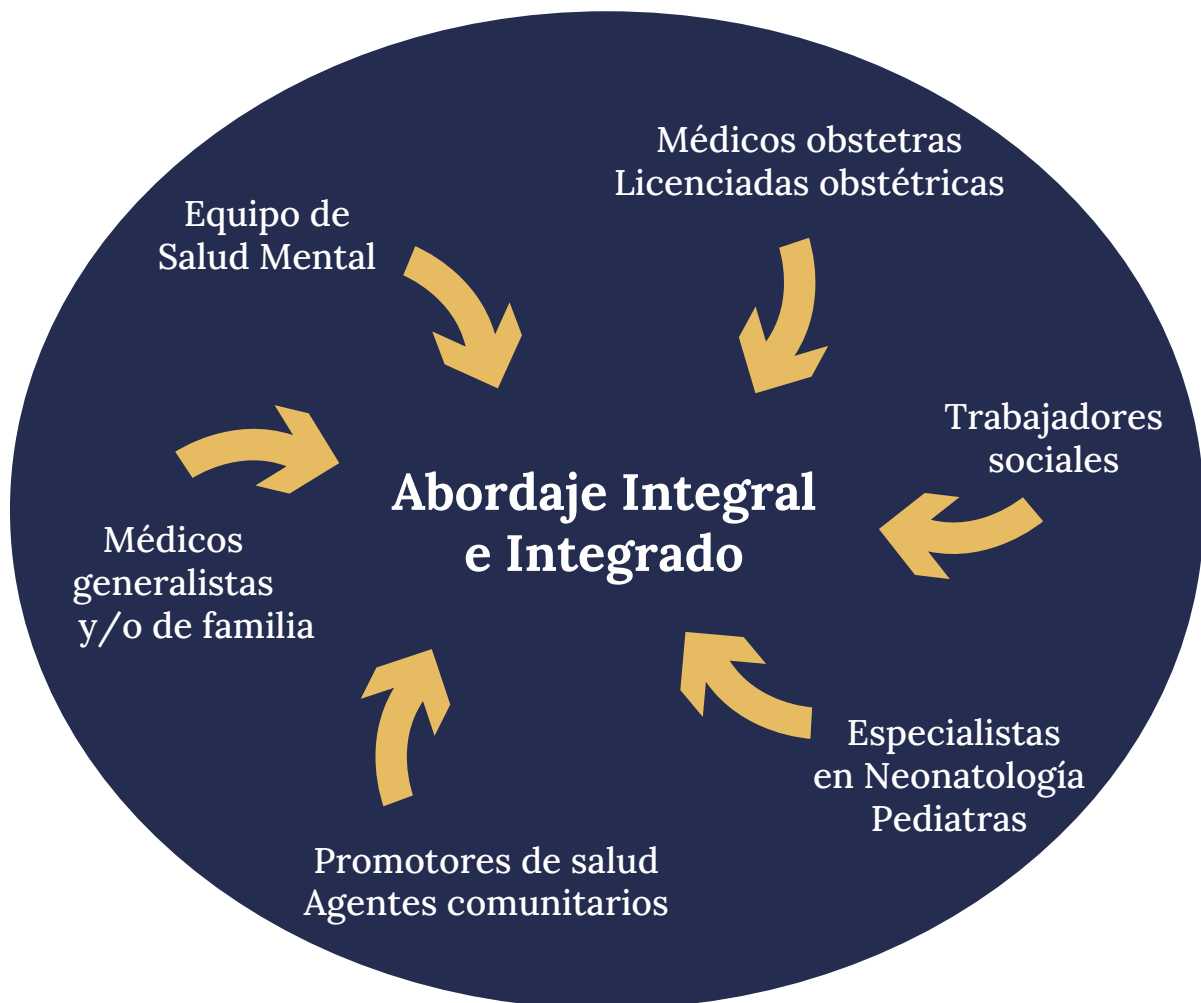 Médicos obstetras
Licenciadas obstétricas
Equipo de
Salud Mental
Trabajadores
sociales
Abordaje Integral
e Integrado
Médicos
generalistas
y/o de familia
Especialistas
en Neonatología
Pediatras
Promotores de salud
Agentes comunitarios